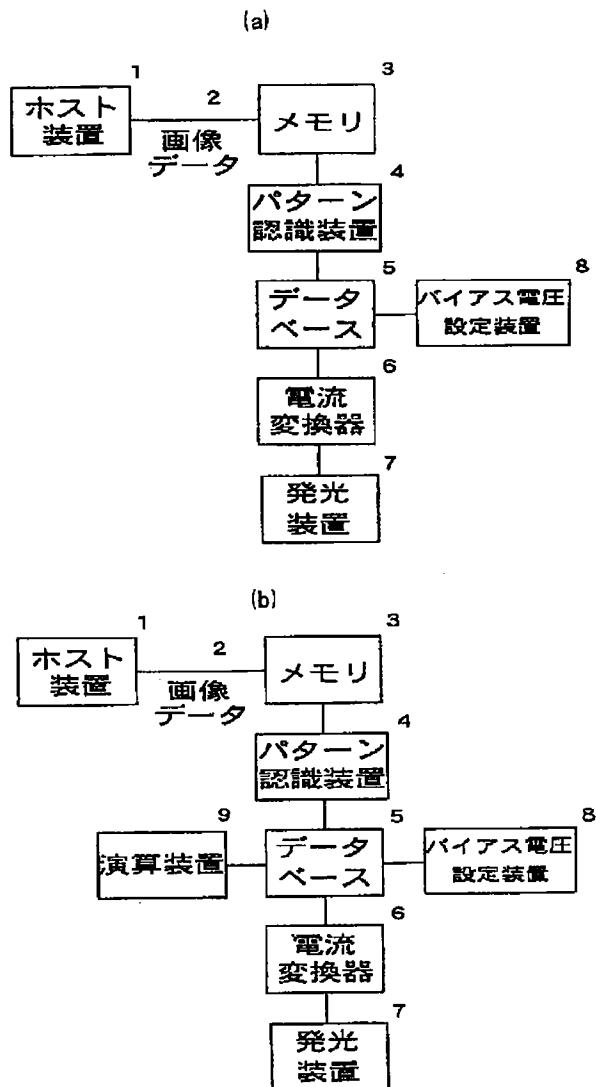 (a)
1
ホスト
装置
2
画像
データ
3
メモリ
4
パターン
認識装置
5
データ
ベース
8
バイアス電圧
設定装置
6
電流
変換器
7
発光
装置
(b)
1
ホスト
装置
2
画像
データ
3
メモリ
4
パターン
認識装置
9
演算装置
5
データ
ベース
8
バイアス電圧
設定装置
6
電流
変換器
7
発光
装置